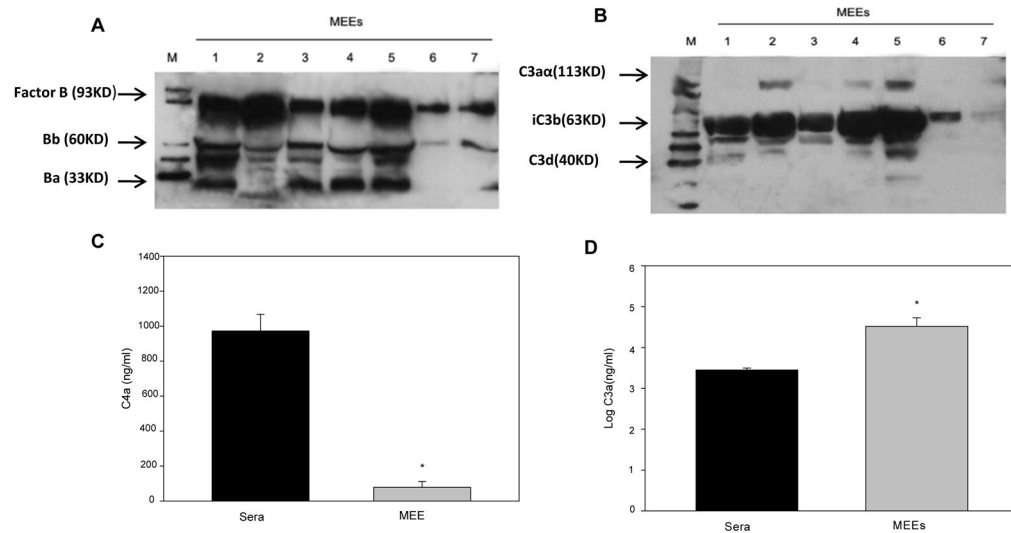 A
MEEs
M 1 2 3 4 5 6 7
Factor B (93KD)
Bb (60KD)
Ba (33KD)
B
MEEs
M 1 2 3 4 5 6 7
C3aα(113KD)
iC3b(63KD)
C3d(40KD)
C
1400
1200
1000
800
600
400
200
0
C4a (ng/ml)
*
Sera MEE
D
6
5
4
3
3
2
1
0
Log C3a(ng/ml)
*
Sera MEEs